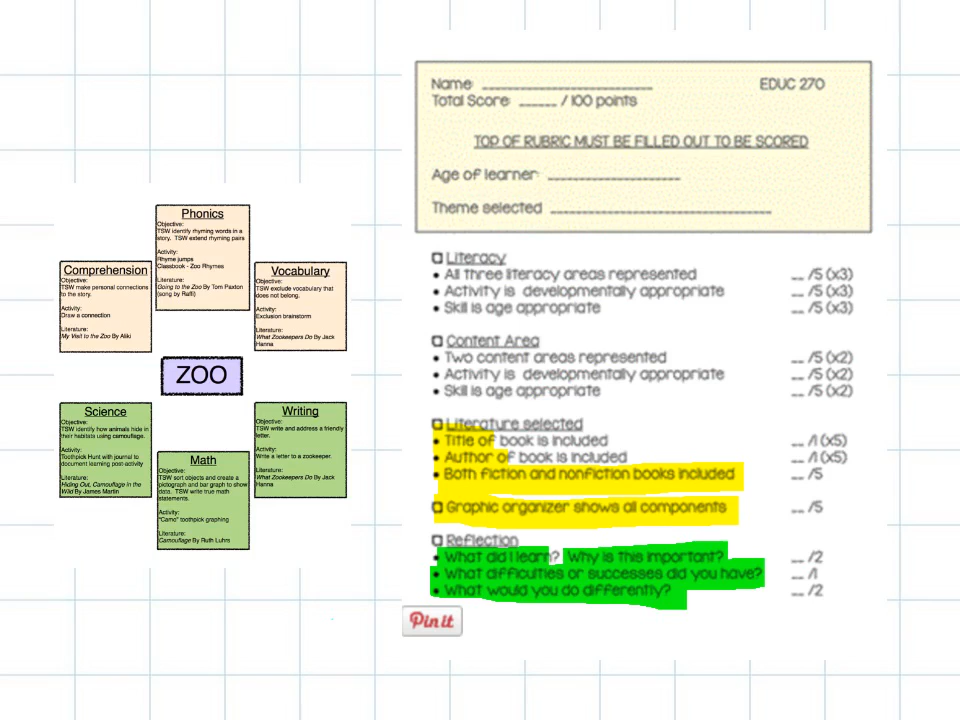 Phonics
Objective:
TSW identify rhyming words in a
story. TSW extend rhyming pairs
Activity:
Rhyme jumps
Classbook - Zoo Rhymes
Literature:
Going to the Zoo By Tom Paxton
(song by Raffi)
Comprehension
Objective:
TSW make personal connections
to the story.
Activity:
Draw a connection
Literature:
My Visit to the Zoo By Aliki
Vocabulary
Objective:
TSW exclude vocabulary that
does not belong.
Activity:
Exclusion brainstorm
Literature:
What Zookeepers Do By Jack
Hanna
ZOO
Science
Objective:
TSW identify how animals hide in
their habitats using camouflage.
Activity:
Toothpick Hunt with journal to
document learning post-activity
Literature:
Hiding Out, Camouflage in the
Wild By James Martin
Math
Objective:
TSW sort objects and create a
pictograph and bar graph to show
data. TSW write true math
statements.
Activity:
"Camo" toothpick graphing
Literature:
Camouflage By Ruth Luhrs
Writing
Objective:
TSW write and address a friendly
letter.
Activity:
Write a letter to a zookeeper.
Literature:
What Zookeepers Do By Jack
Hanna
Name: ____________________ EDUC 270
Total Score: _____ / 100 points
TOP OF RUBRIC MUST BE FILLED OUT TO BE SCORED
Age of learner: ________________
Theme selected __________________________
Literacy
• All three literacy areas represented __ /5 (x3)
• Activity is developmentally appropriate __ /5 (x3)
• Skill is age appropriate __ /5 (x3)
Content Area
• Two content areas represented __ /5 (x2)
• Activity is developmentally appropriate __ /5 (x2)
• Skill is age appropriate __ /5 (x2)
Literature selected
• Title of book is included __ /1 (x5)
• Author of book is included __ /1 (x5)
• Both fiction and nonfiction books included __ /5
Graphic organizer shows all components __ /5
Reflection
• What did I learn? Why is this important? __ /2
• What difficulties or successes did you have? __ /1
• What would you do differently? __ /2
Pin it